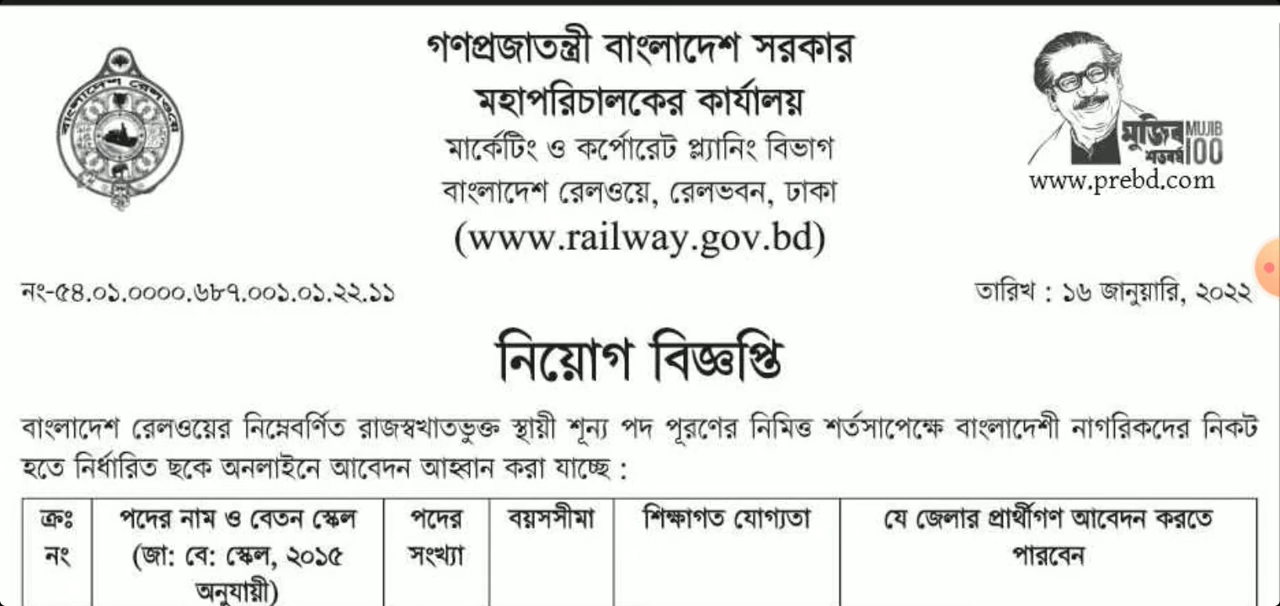 গণপ্রজাতন্ত্রী বাংলাদেশ সরকার
মহাপরিচালকের কার্যালয়
মার্কেটিং ও কর্পোরেট প্ল্যানিং বিভাগ
বাংলাদেশ রেলওয়ে, রেলভবন, ঢাকা
(www.railway.gov.bd)
বাংলাদেশ রেলওয়ে
মুজিব শতবর্ষ
MUJIB 100
www.prebd.com
নং-৫৪.০১.০০০০.৬৮৭.০০১.০১.২২.১১
তারিখ : ১৬ জানুয়ারি, ২০২২
নিয়োগ বিজ্ঞপ্তি
বাংলাদেশ রেলওয়ের নিম্নেবর্ণিত রাজস্বখাতভুক্ত স্থায়ী শূন্য পদ পূরণের নিমিত্ত শর্তসাপেক্ষে বাংলাদেশী নাগরিকদের নিকট
হতে নির্ধারিত ছকে অনলাইনে আবেদন আহ্বান করা যাচ্ছে :
ক্রঃ নং
পদের নাম ও বেতন স্কেল
(জা: বে: স্কেল, ২০১৫
অনুযায়ী)
পদের
সংখ্যা
বয়সসীমা
শিক্ষাগত যোগ্যতা
যে জেলার প্রার্থীগণ আবেদন করতে
পারবেন